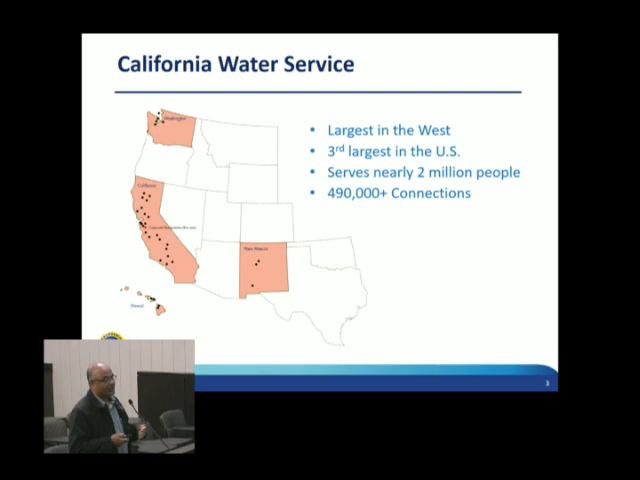 California Water Service
Washington
California
New Mexico
Hawaii
• Largest in the West
• 3rd largest in the U.S.
• Serves nearly 2 million people
• 490,000+ Connections
3